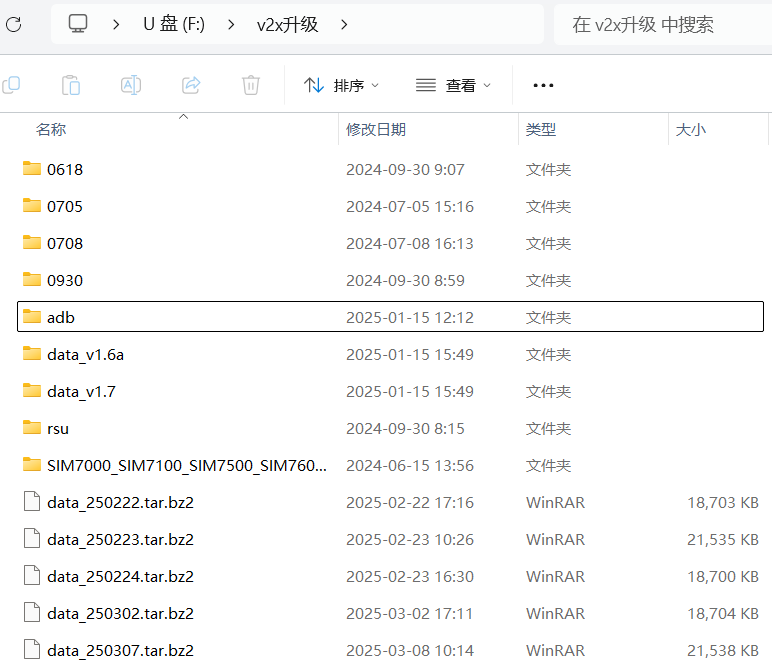 U 盘 (F:) v2x升级 在 v2x升级 中搜索
排序 查看
名称 修改日期 类型 大小
0618 2024-09-30 9:07 文件夹
0705 2024-07-05 15:16 文件夹
0708 2024-07-08 16:13 文件夹
0930 2024-09-30 8:59 文件夹
adb 2025-01-15 12:12 文件夹
data_v1.6a 2025-01-15 15:49 文件夹
data_v1.7 2025-01-15 15:49 文件夹
rsu 2024-09-30 8:15 文件夹
SIM7000_SIM7100_SIM7500_SIM760... 2024-06-15 13:56 文件夹
data_250222.tar.bz2 2025-02-22 17:16 WinRAR 18,703 KB
data_250223.tar.bz2 2025-02-23 10:26 WinRAR 21,535 KB
data_250224.tar.bz2 2025-02-23 16:30 WinRAR 18,700 KB
data_250302.tar.bz2 2025-03-02 17:11 WinRAR 18,704 KB
data_250307.tar.bz2 2025-03-08 10:14 WinRAR 21,538 KB